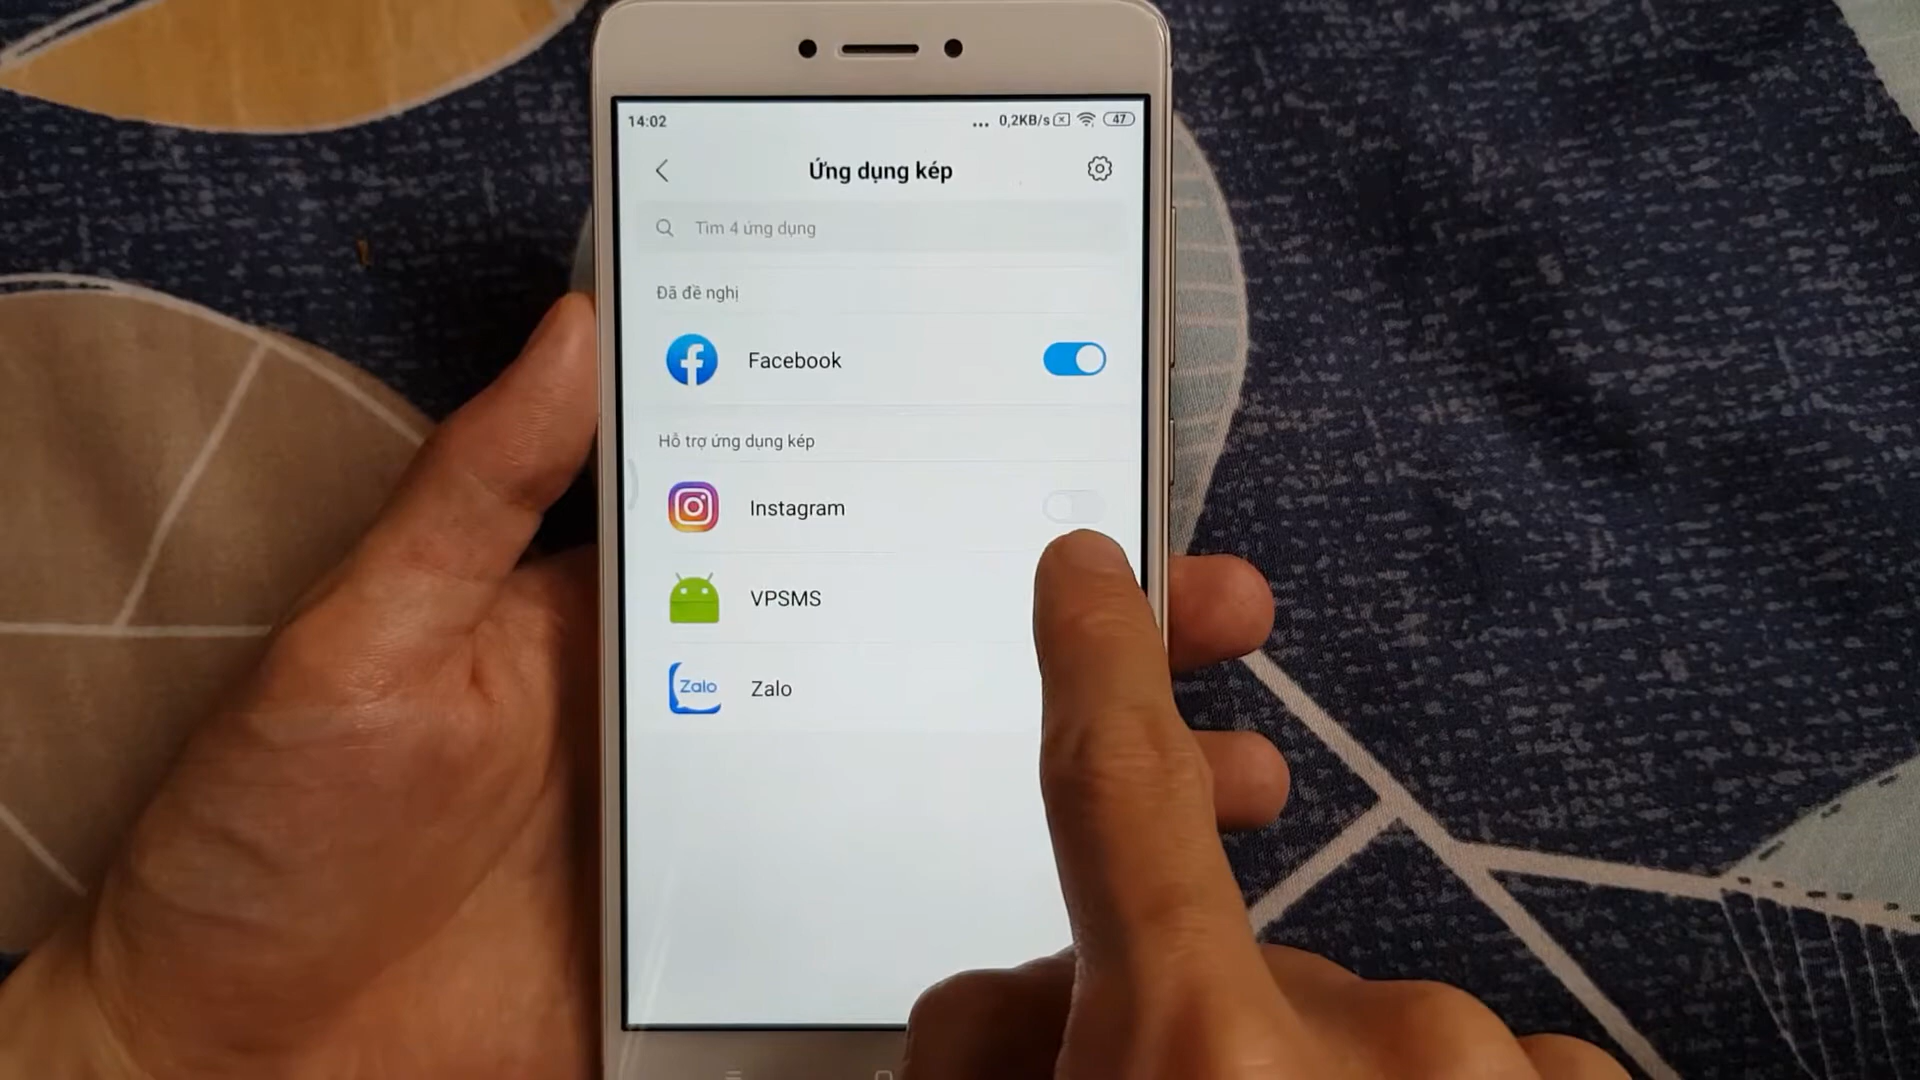 14:02
... 0,2KB/s 47
Ứng dụng kép
Tìm 4 ứng dụng
Đã đề nghị
Facebook
Hỗ trợ ứng dụng kép
Instagram
VPSMS
Zalo
Zalo